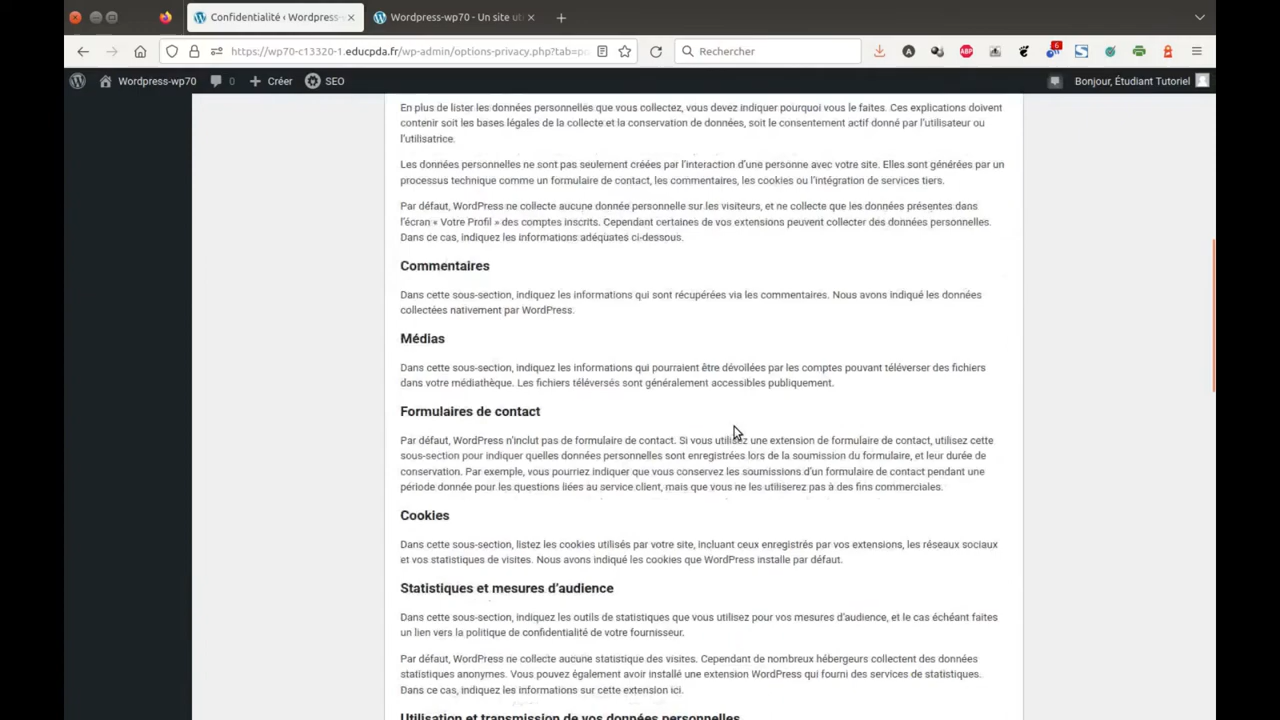 Confidentialité ‹ Wordpress-
Wordpress-wp70 - Un site uti
https://wp70-c13320-1.educpda.fr/wp-admin/options-privacy.php?tab=po
Rechercher
ABP
6
Wordpress-wp70
0
Créer
SEO
Bonjour, Étudiant Tutoriel
En plus de lister les données personnelles que vous collectez, vous devez indiquer pourquoi vous le faites. Ces explications doivent
contenir soit les bases légales de la collecte et la conservation de données, soit le consentement actif donné par l'utilisateur ou
l'utilisatrice.
Les données personnelles ne sont pas seulement créées par l'interaction d'une personne avec votre site. Elles sont générées par un
processus technique comme un formulaire de contact, les commentaires, les cookies ou l'intégration de services tiers.
Par défaut, WordPress ne collecte aucune donnée personnelle sur les visiteurs, et ne collecte que les données présentes dans
l'écran « Votre Profil » des comptes inscrits. Cependant certaines de vos extensions peuvent collecter des données personnelles.
Dans ce cas, indiquez les informations adéquates ci-dessous.
Commentaires
Dans cette sous-section, indiquez les informations qui sont récupérées via les commentaires. Nous avons indiqué les données
collectées nativement par WordPress.
Médias
Dans cette sous-section, indiquez les informations qui pourraient être dévoilées par les comptes pouvant téléverser des fichiers
dans votre médiathèque. Les fichiers téléversés sont généralement accessibles publiquement.
Formulaires de contact
Par défaut, WordPress n'inclut pas de formulaire de contact. Si vous utilisez une extension de formulaire de contact, utilisez cette
sous-section pour indiquer quelles données personnelles sont enregistrées lors de la soumission du formulaire, et leur durée de
conservation. Par exemple, vous pourriez indiquer que vous conservez les soumissions d'un formulaire de contact pendant une
période donnée pour les questions liées au service client, mais que vous ne les utiliserez pas à des fins commerciales.
Cookies
Dans cette sous-section, listez les cookies utilisés par votre site, incluant ceux enregistrés par vos extensions, les réseaux sociaux
et vos statistiques de visites. Nous avons indiqué les cookies que WordPress installe par défaut.
Statistiques et mesures d'audience
Dans cette sous-section, indiquez les outils de statistiques que vous utilisez pour vos mesures d'audience, et le cas échéant faites
un lien vers la politique de confidentialité de votre fournisseur.
Par défaut, WordPress ne collecte aucune statistique des visites. Cependant de nombreux hébergeurs collectent des données
statistiques anonymes. Vous pouvez également avoir installé une extension WordPress qui fourni des services de statistiques.
Dans ce cas, indiquez les informations sur cette extension ici.
Utilisation et transmission de vos données personnelles